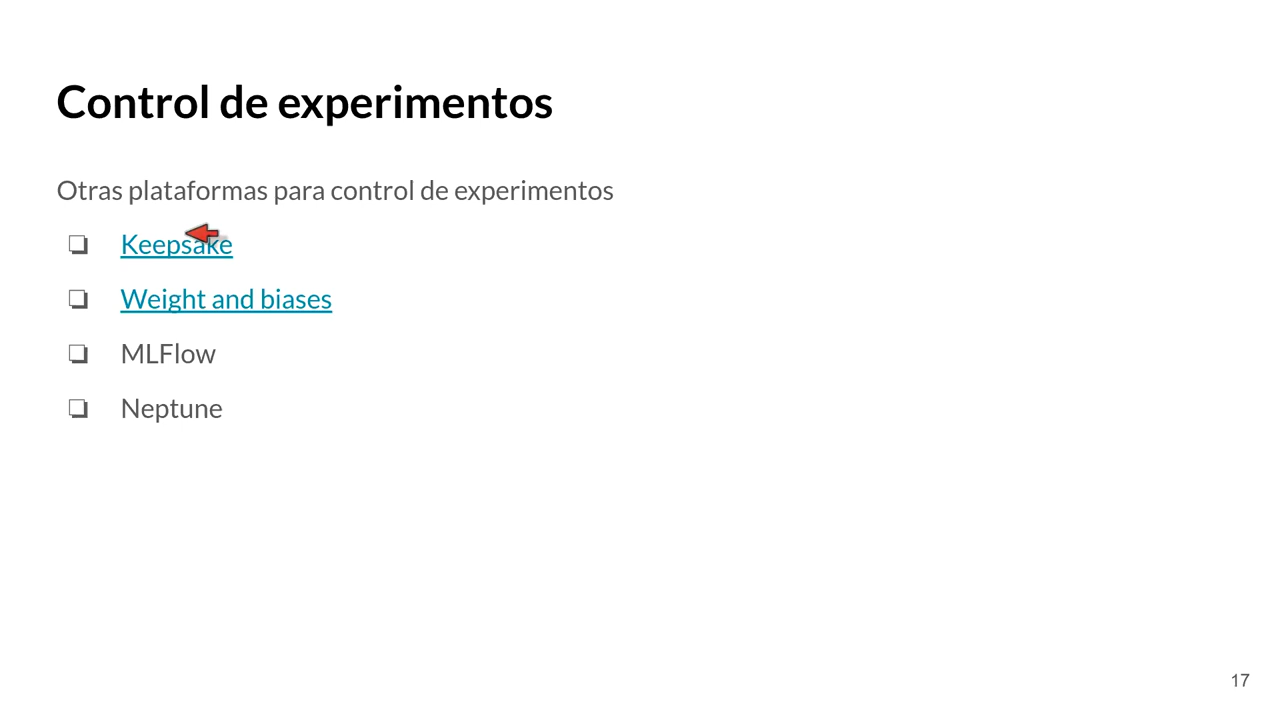 Control de experimentos
Otras plataformas para control de experimentos
❏ Keepsake
❏ Weight and biases
❏ MLFlow
❏ Neptune
17